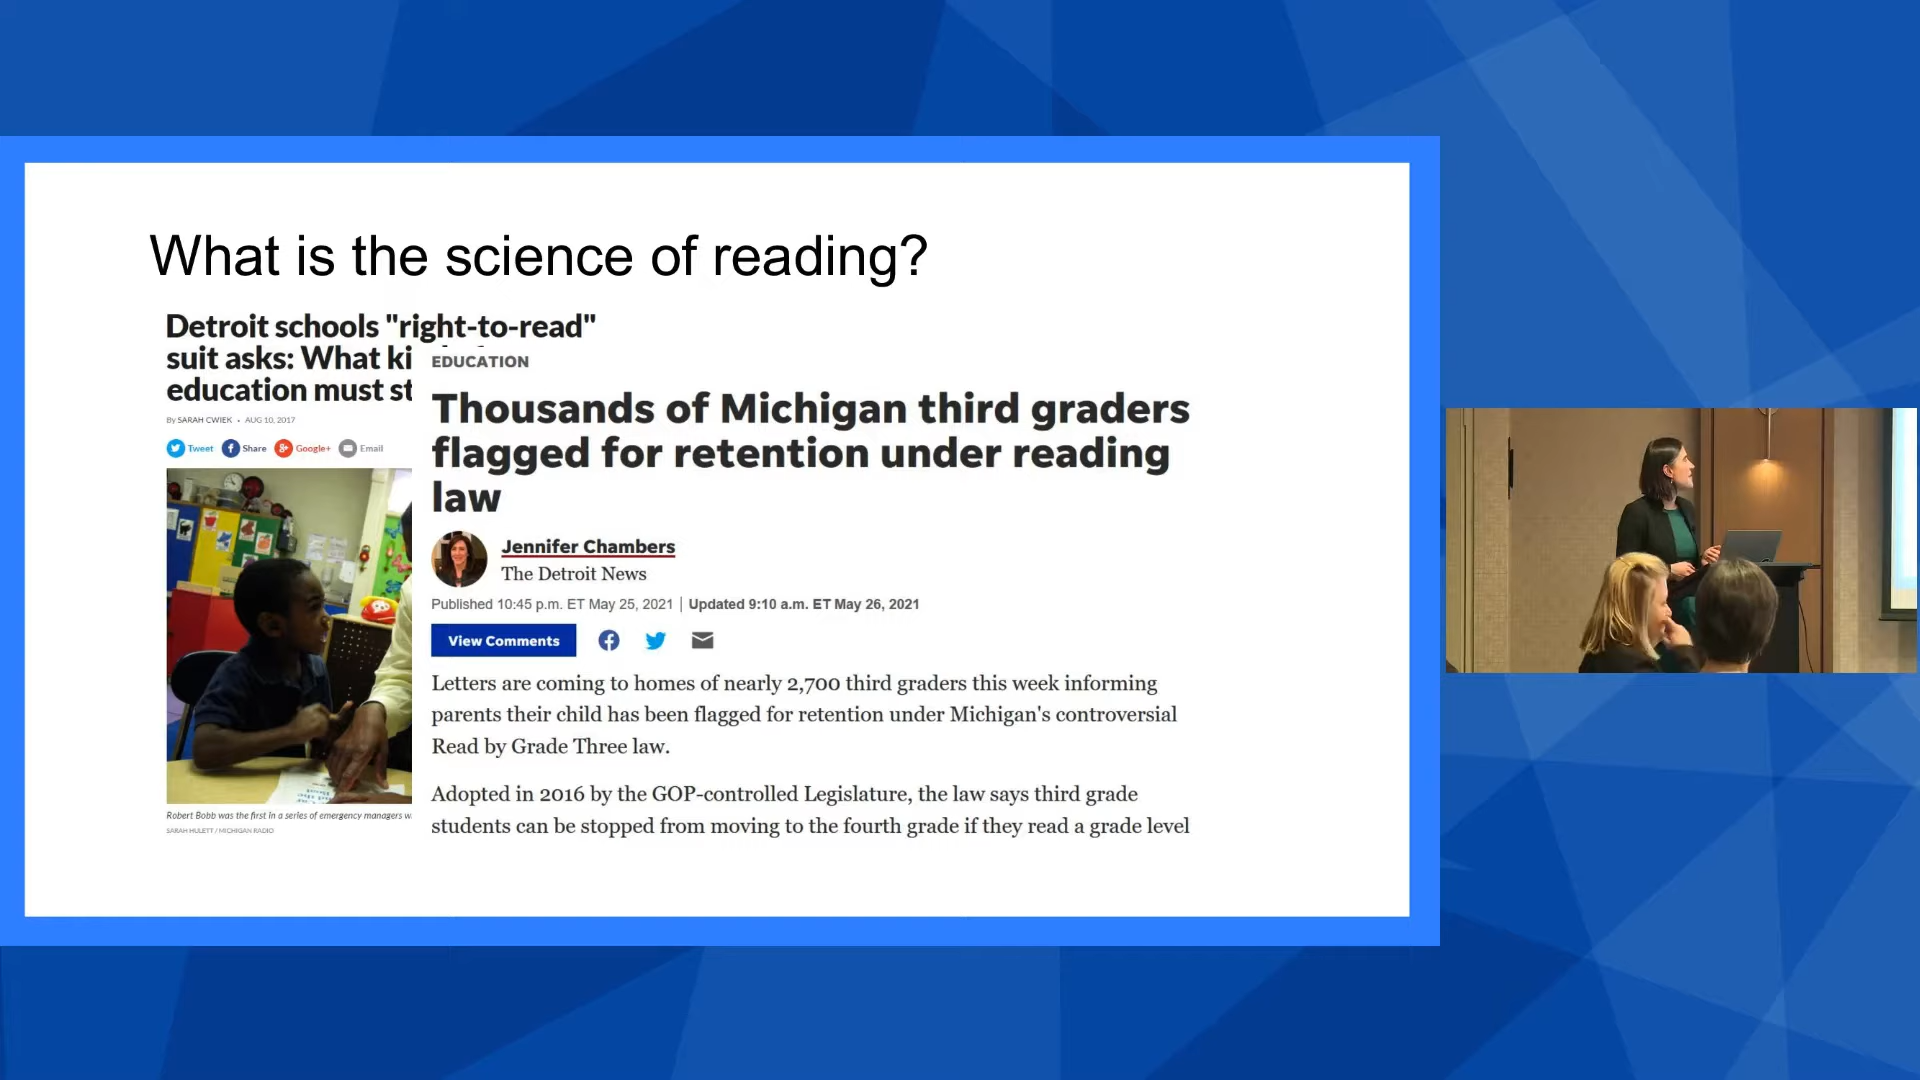 What is the science of reading?
Detroit schools "right-to-read"
suit asks: What
education must
By SARAH CWIEK • AUG 10, 2017
Tweet Share Google+ Email
Robert Bobb was the first in a series of emergency managers
SARAH HULETT / MICHIGAN RADIO
EDUCATION
Thousands of Michigan third graders
flagged for retention under reading
law
Jennifer Chambers
The Detroit News
Published 10:45 p.m. ET May 25, 2021 | Updated 9:10 a.m. ET May 26, 2021
View Comments
Letters are coming to homes of nearly 2,700 third graders this week informing
parents their child has been flagged for retention under Michigan's controversial
Read by Grade Three law.
Adopted in 2016 by the GOP-controlled Legislature, the law says third grade
students can be stopped from moving to the fourth grade if they read a grade level